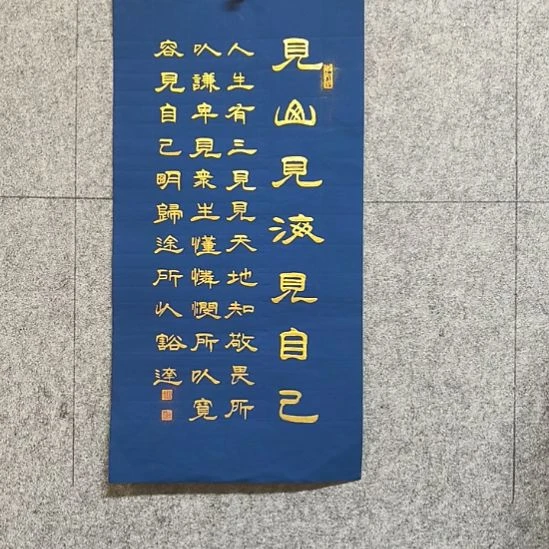 見山見海見自己
人生有三見見天地知敬畏所
以謙卑見衆生懂憐憫所以寬
容見自己明歸途所以豁達